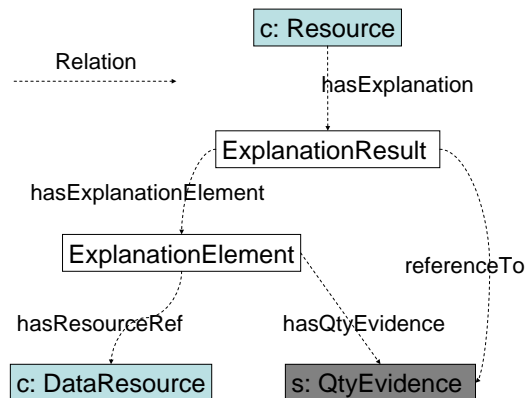 c: Resource
Relation
hasExplanation
ExplanationResult
hasExplanationElement
ExplanationElement
referenceTo
hasResourceRef
hasQtyEvidence
c: DataResource
s: QtyEvidence